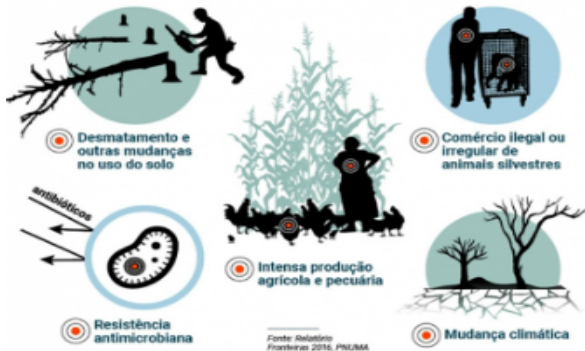 Desmatamento e
outras mudanças
no uso do solo
Comércio ilegal ou
irregular de
animais silvestres
antibióticos
Intensa produção
agrícola e pecuária
Resistência
antimicrobiana
Mudança climática
Fonte: Relatório
Fronteiras 2016, PNUMA